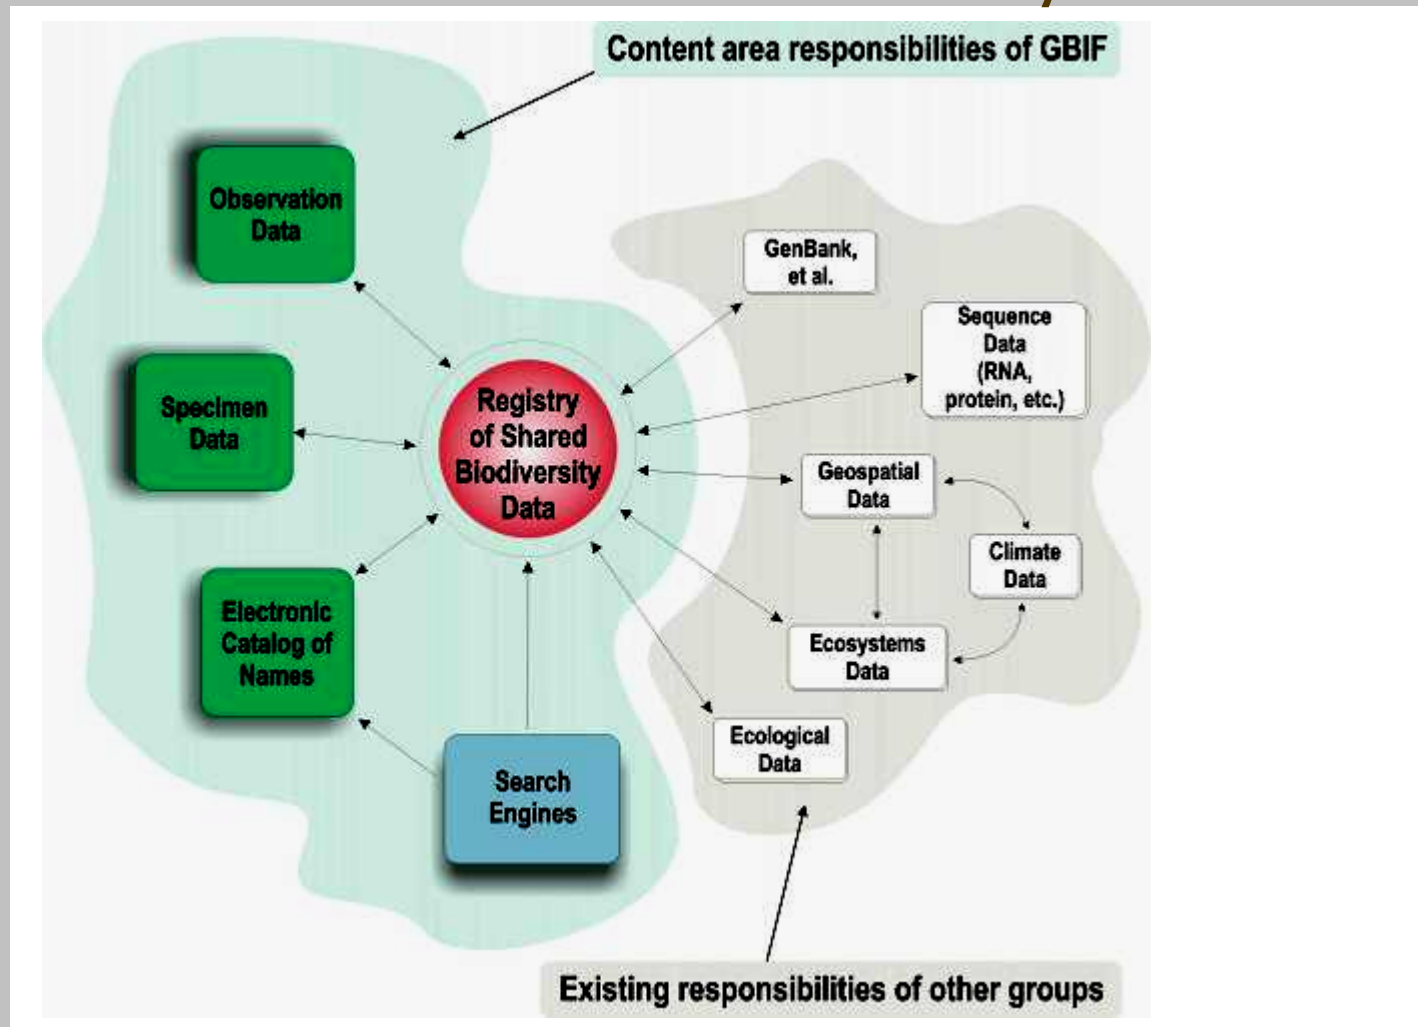 Content area responsibilities of GBIF
Observation
Data
GenBank,
et al.
Sequence
Data
(RNA,
protein, etc.)
Specimen
Data
Registry
of Shared
Biodiversity
Data
Geospatial
Data
Climate
Data
Electronic
Catalog of
Names
Ecosystems
Data
Ecological
Data
Search
Engines
Existing responsibilities of other groups